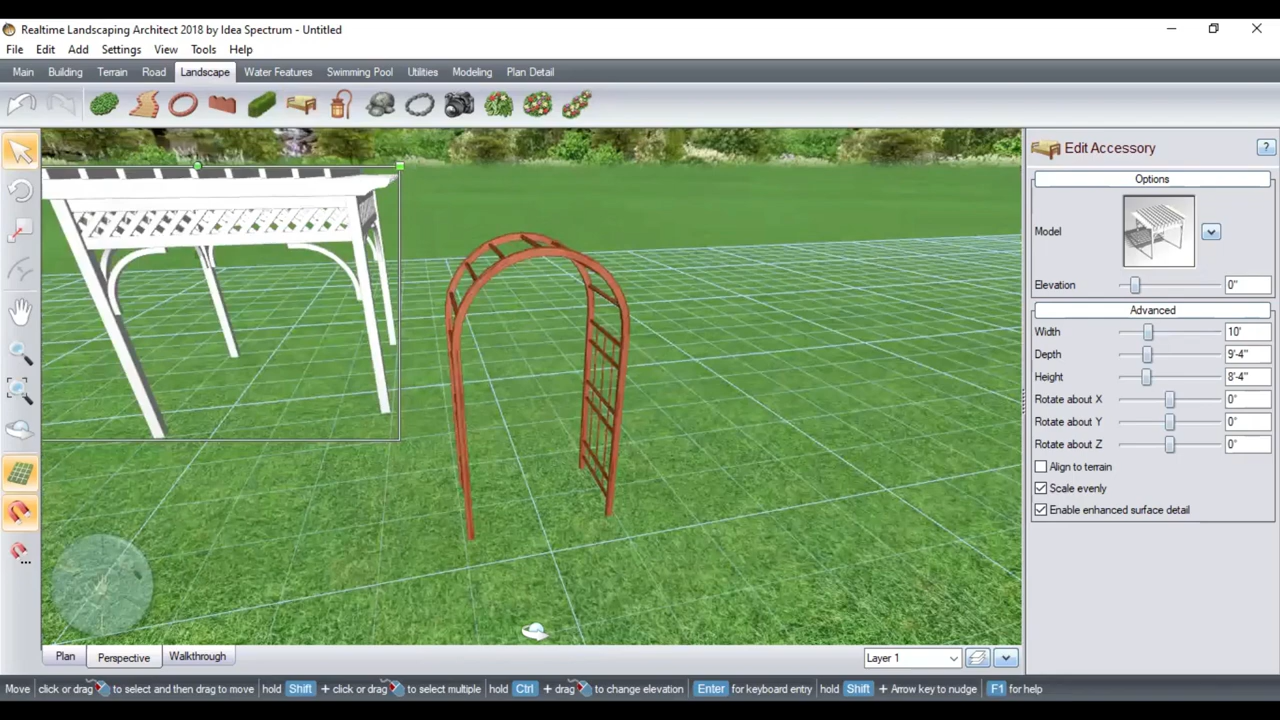 Realtime Landscaping Architect 2018 by Idea Spectrum - Untitled
File Edit Add Settings View Tools Help
Main Building Terrain Road Landscape Water Features Swimming Pool Utilities Modeling Plan Detail
Edit Accessory ?
Options
Model
Elevation 0"
Advanced
Width 10'
Depth 9'-4"
Height 8'-4"
Rotate about X 0°
Rotate about Y 0°
Rotate about Z 0°
Align to terrain
Scale evenly
Enable enhanced surface detail
Plan Perspective Walkthrough Layer 1
Move click or drag to select and then drag to move hold Shift + click or drag to select multiple hold Ctrl + drag to change elevation Enter for keyboard entry hold Shift + Arrow key to nudge F1 for help